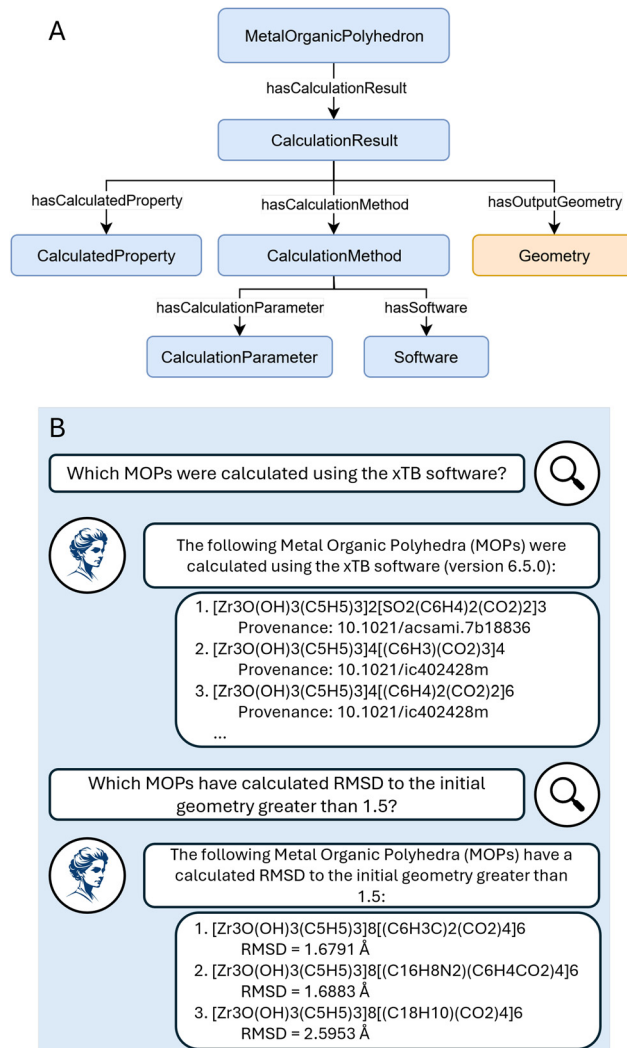 A
MetalOrganicPolyhedron
hasCalculationResult
CalculationResult
hasCalculatedProperty
hasCalculationMethod
hasOutputGeometry
CalculatedProperty
CalculationMethod
Geometry
hasCalculationParameter
hasSoftware
CalculationParameter
Software
B
Which MOPs were calculated using the xTB software?
The following Metal Organic Polyhedra (MOPs) were
calculated using the xTB software (version 6.5.0):
1. [Zr3O(OH)3(C5H5)3]2[SO2(C6H4)2(CO2)2]3
Provenance: 10.1021/acsami.7b18836
2. [Zr3O(OH)3(C5H5)3]4[(C6H3)(CO2)3]4
Provenance: 10.1021/ic402428m
3. [Zr3O(OH)3(C5H5)3]4[(C6H4)2(CO2)2]6
Provenance: 10.1021/ic402428m
...
Which MOPs have calculated RMSD to the initial
geometry greater than 1.5?
The following Metal Organic Polyhedra (MOPs) have a
calculated RMSD to the initial geometry greater than
1.5:
1. [Zr3O(OH)3(C5H5)3]8[(C6H3C)2(CO2)4]6
RMSD = 1.6791 Å
2. [Zr3O(OH)3(C5H5)3]8[(C16H8N2)(C6H4CO2)4]6
RMSD = 1.6883 Å
3. [Zr3O(OH)3(C5H5)3]8[(C18H10)(CO2)4]6
RMSD = 2.5953 Å